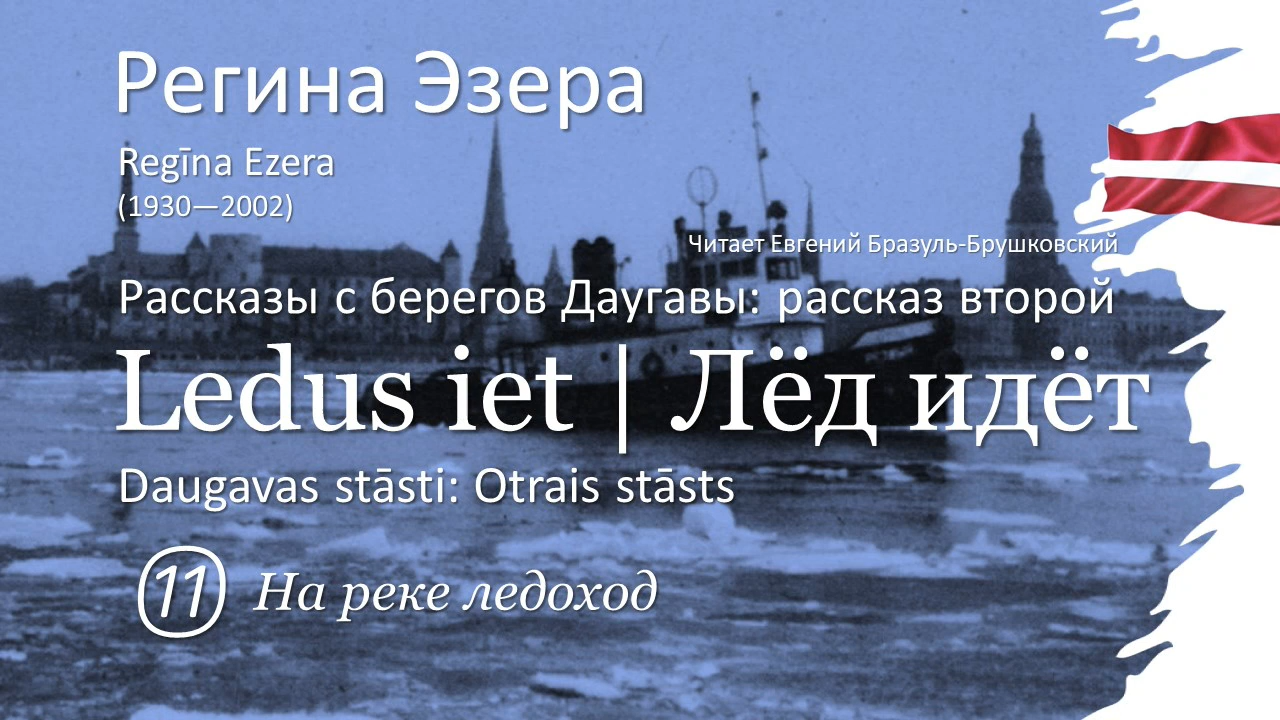 Регина Эзера
Regīna Ezera
(1930—2002)
Читает Евгений Бразуль-Брушковский
Рассказы с берегов Даугавы: рассказ второй
Ledus iet | Лёд идёт
Daugavas stāsti: Otrais stāsts
11 На реке ледоход